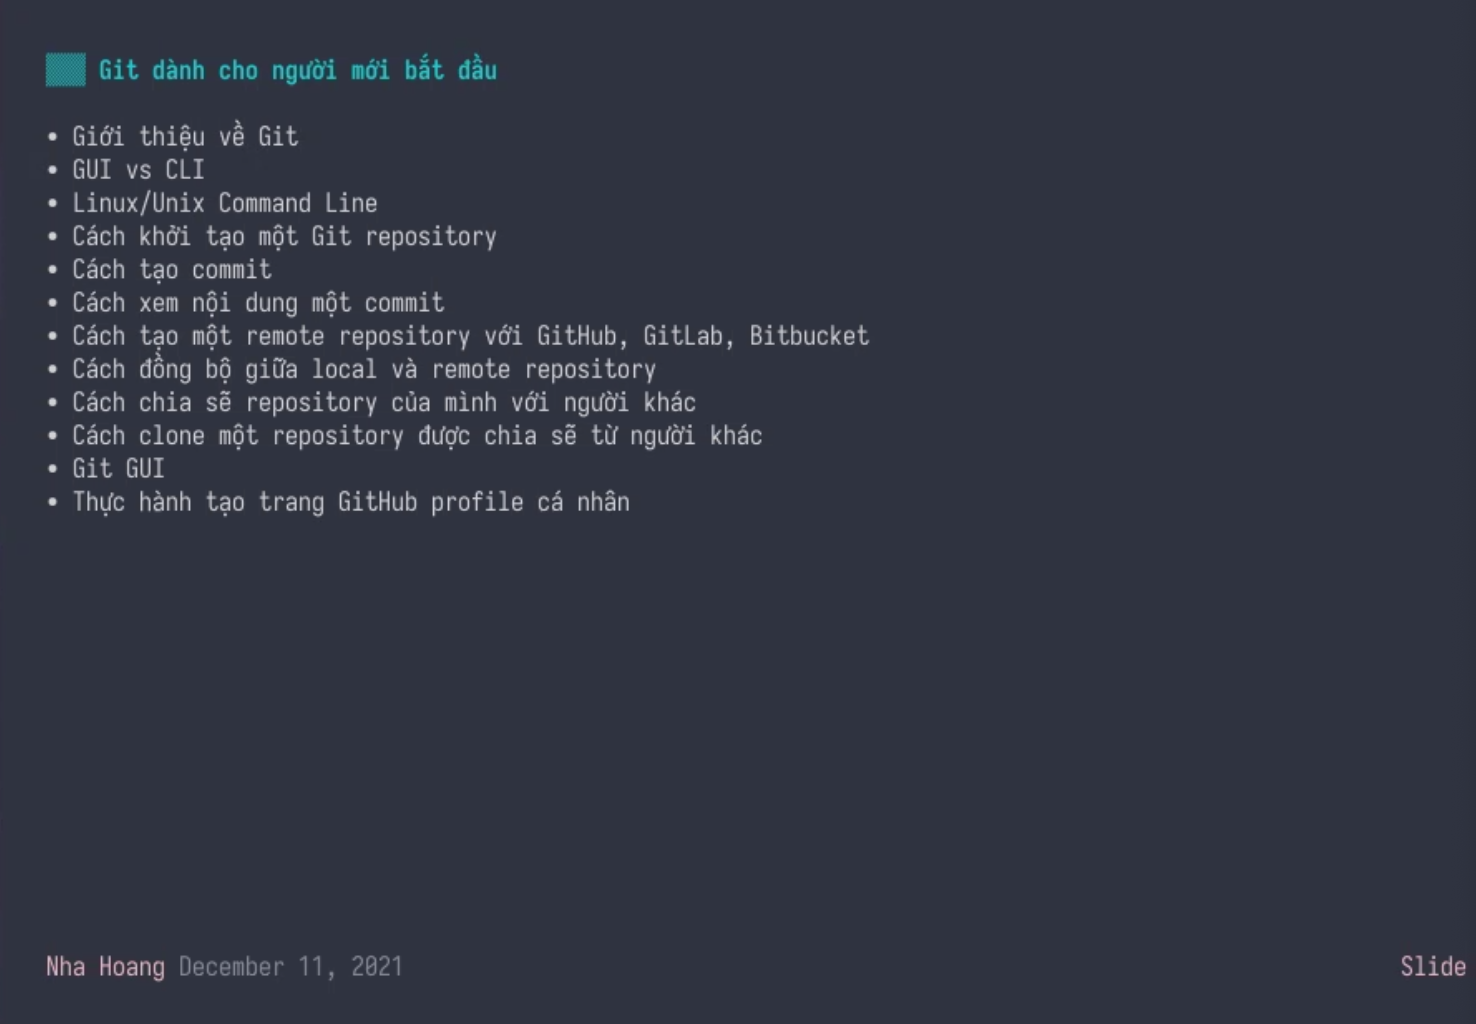 Git dành cho người mới bắt đầu
• Giới thiệu về Git
• GUI vs CLI
• Linux/Unix Command Line
• Cách khởi tạo một Git repository
• Cách tạo commit
• Cách xem nội dung một commit
• Cách tạo một remote repository với GitHub, GitLab, Bitbucket
• Cách đồng bộ giữa local và remote repository
• Cách chia sẽ repository của mình với người khác
• Cách clone một repository được chia sẽ từ người khác
• Git GUI
• Thực hành tạo trang GitHub profile cá nhân
Nha Hoang December 11, 2021 Slide